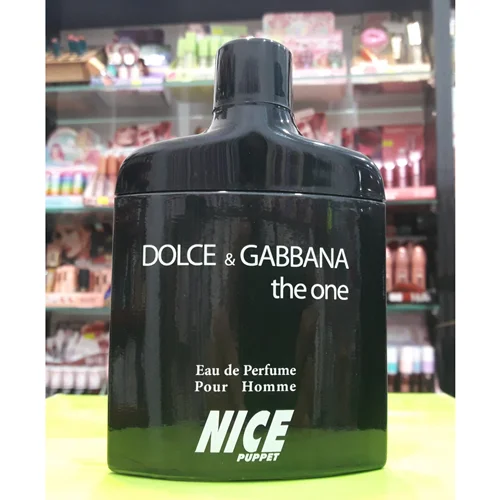 DOLCE & GABBANA
the one
Eau de Perfume
Pour Homme
NICE
PUPPET